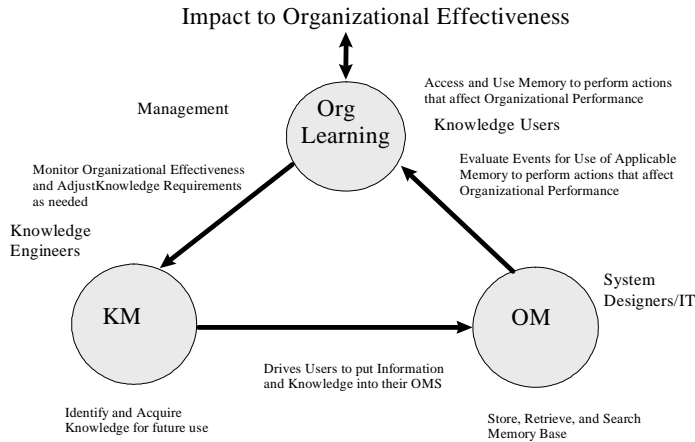 Impact to Organizational Effectiveness
Access and Use Memory to perform actions
that affect Organizational Performance
Management
Org
Learning
Knowledge Users
Monitor Organizational Effectiveness
and AdjustKnowledge Requirements
as needed
Evaluate Events for Use of Applicable
Memory to perform actions that affect
Organizational Performance
Knowledge
Engineers
System
Designers/IT
KM
OM
Drives Users to put Information
and Knowledge into their OMS
Identify and Acquire
Knowledge for future use
Store, Retrieve, and Search
Memory Base